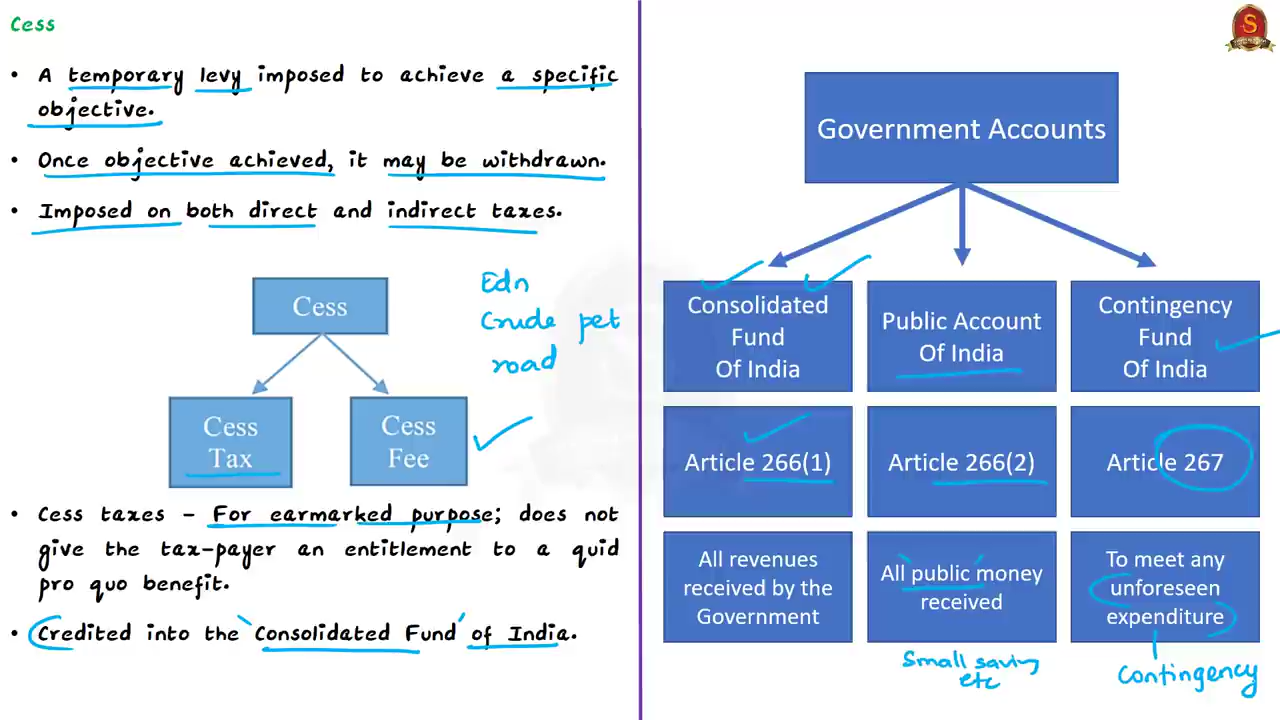 Cess
• A temporary levy imposed to achieve a specific
objective.
• Once objective achieved, it may be withdrawn.
• Imposed on both direct and indirect taxes.
Cess
Edn
Crude pet
road
Cess
Tax
Cess
Fee
• Cess taxes - For earmarked purpose; does not
give the tax-payer an entitlement to a quid
pro quo benefit.
• Credited into the 'Consolidated Fund' of India.
S
Government Accounts
Consolidated
Fund
Of India
Public Account
Of India
Contingency
Fund
Of India
Article 266(1)
Article 266(2)
Article 267
All revenues
received by the
Government
All public money
received
To meet any
unforeseen
expenditure
Small saving
etc
Contingency